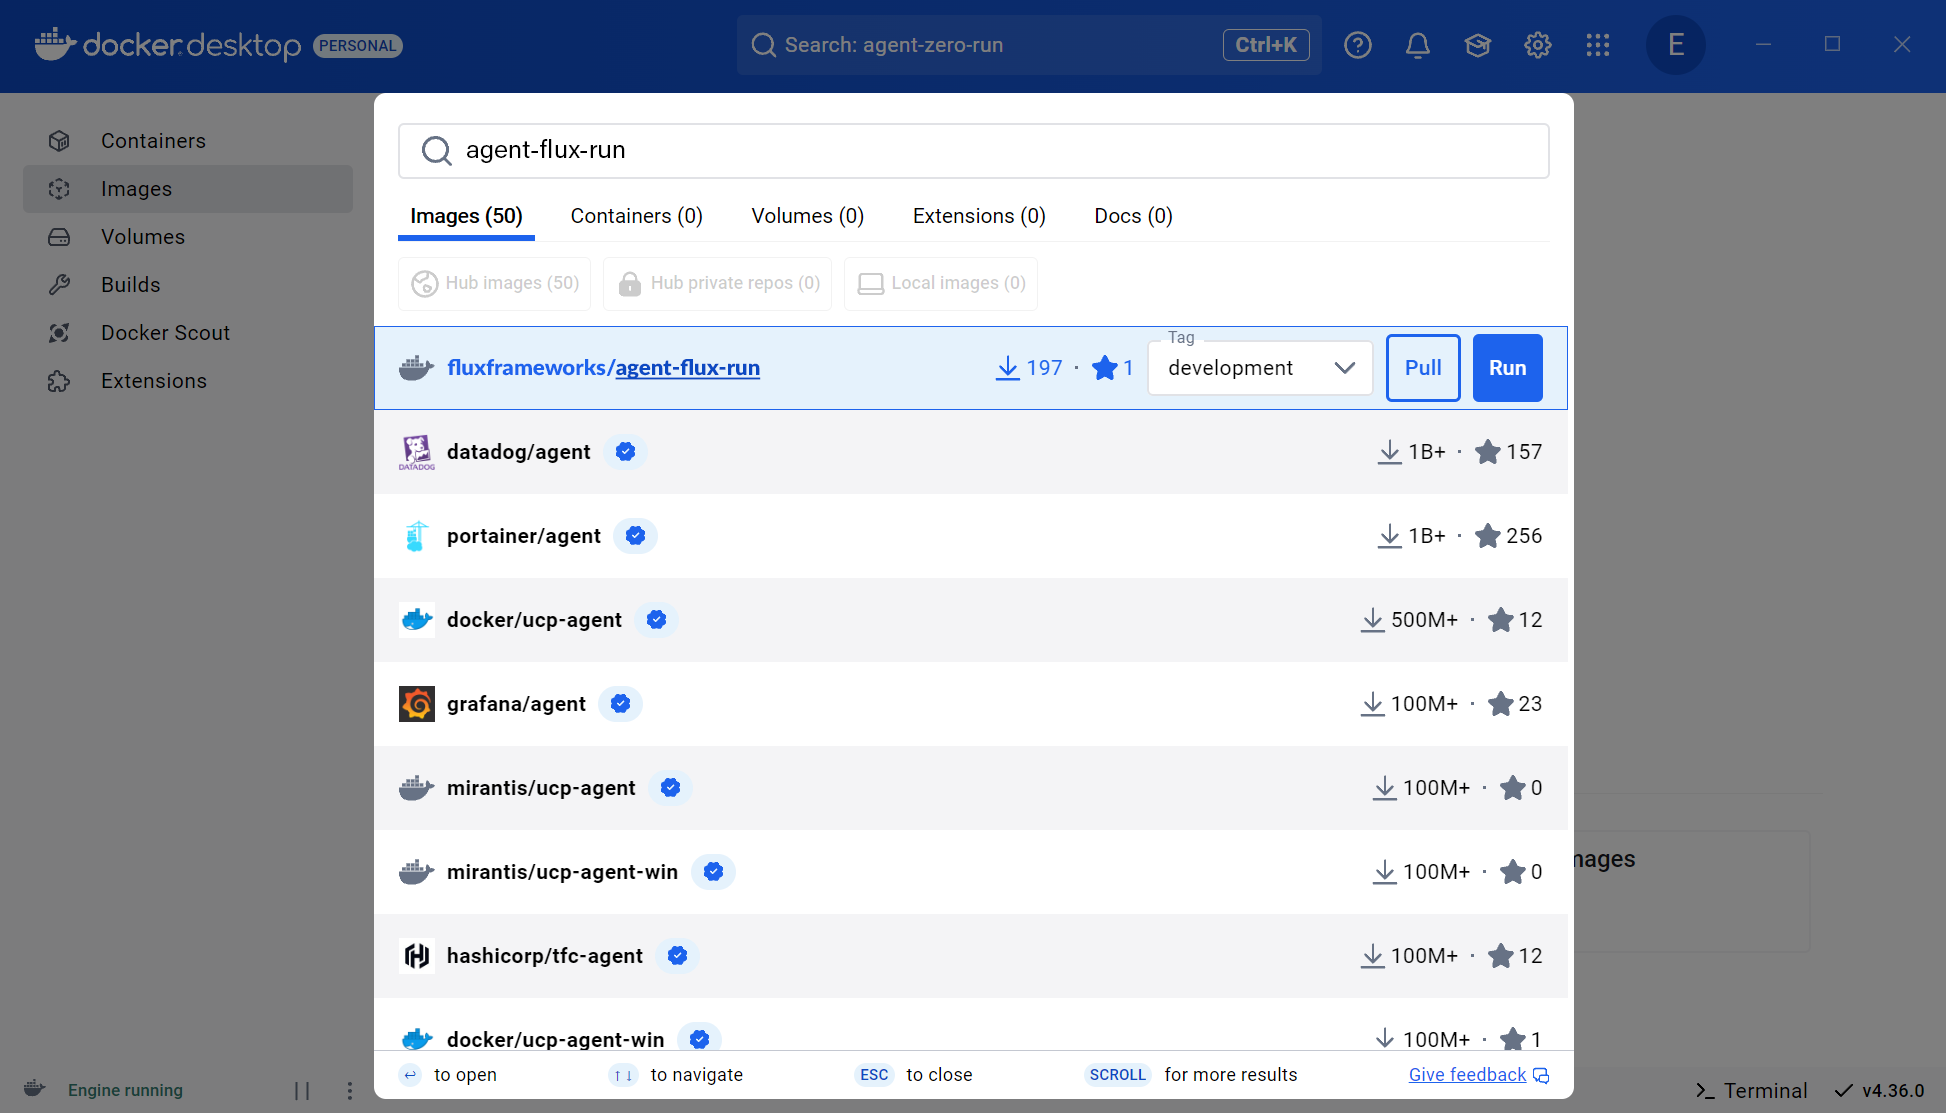 docker desktop PERSONAL
Search: agent-zero-run Ctrl+K
E
Containers
Images
Volumes
Builds
Docker Scout
Extensions
agent-flux-run
Images (50) Containers (0) Volumes (0) Extensions (0) Docs (0)
Hub images (50) Hub private repos (0) Local images (0)
Tag
fluxframeworks/agent-flux-run 197 · 1 development Pull Run
DATADOG
datadog/agent 1B+ · 157
portainer/agent 1B+ · 256
docker/ucp-agent 500M+ · 12
grafana/agent 100M+ · 23
mirantis/ucp-agent 100M+ · 0
mirantis/ucp-agent-win 100M+ · 0
hashicorp/tfc-agent 100M+ · 12
docker/ucp-agent-win 100M+ · 1
mages
↩ to open ↑↓ to navigate ESC to close SCROLL for more results Give feedback
Engine running
Terminal v4.36.0